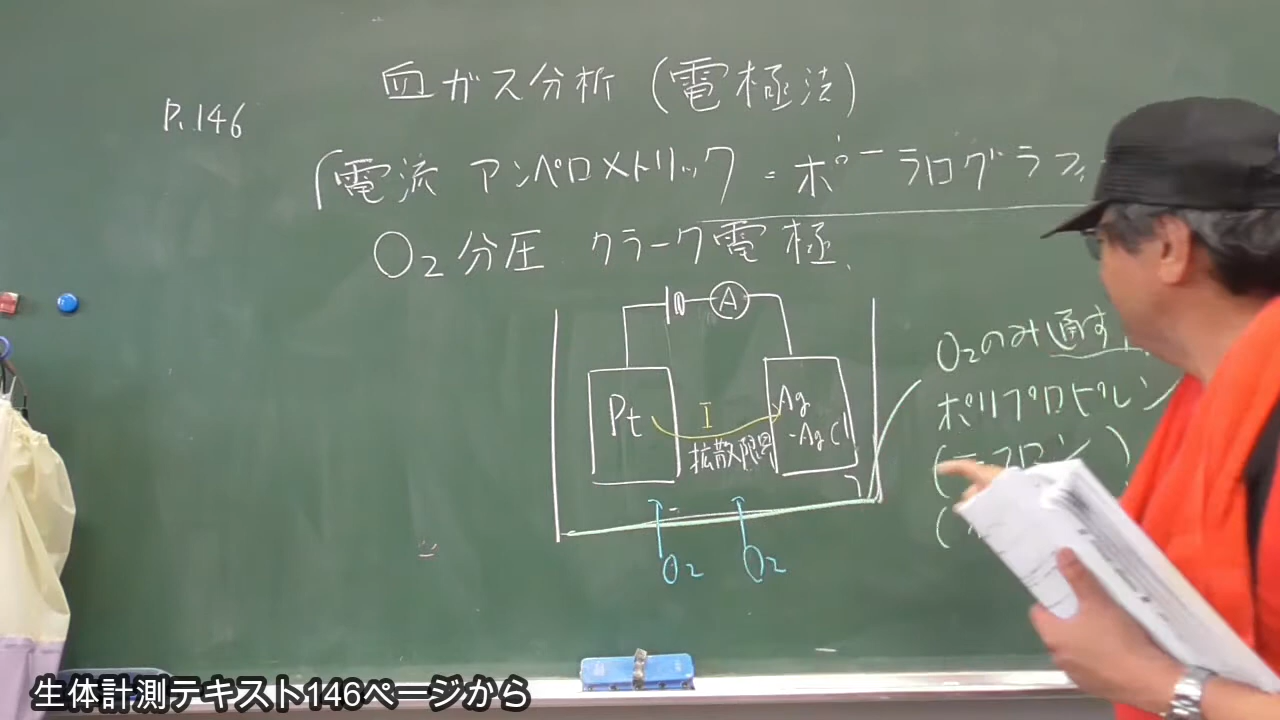 血ガス分析(電極法)
P.146
電流 アンペロメトリック = ポーラログラフィ
O2分圧 クラーク電極
A
O2のみ通す
Pt
I
Ag
-AgCl
ポリプロピレン
拡散限界
(テフロン)
O2
O2
生体計測テキスト146ページから